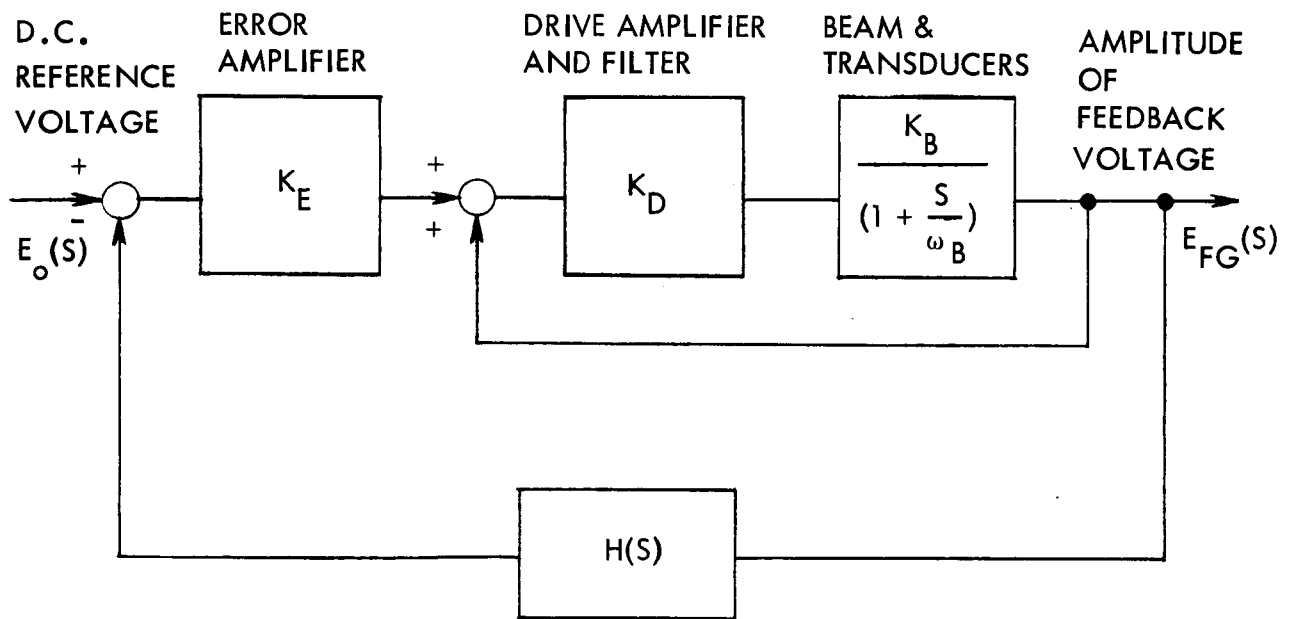 D.C.
REFERENCE
VOLTAGE
ERROR
AMPLIFIER
DRIVE AMPLIFIER
AND FILTER
BEAM &
TRANSDUCERS
AMPLITUDE
OF
FEEDBACK
VOLTAGE
+
-
E_o(S)
K_E
+
+
K_D
K_B
(1 + S/ω_B)
E_FG(S)
H(S)